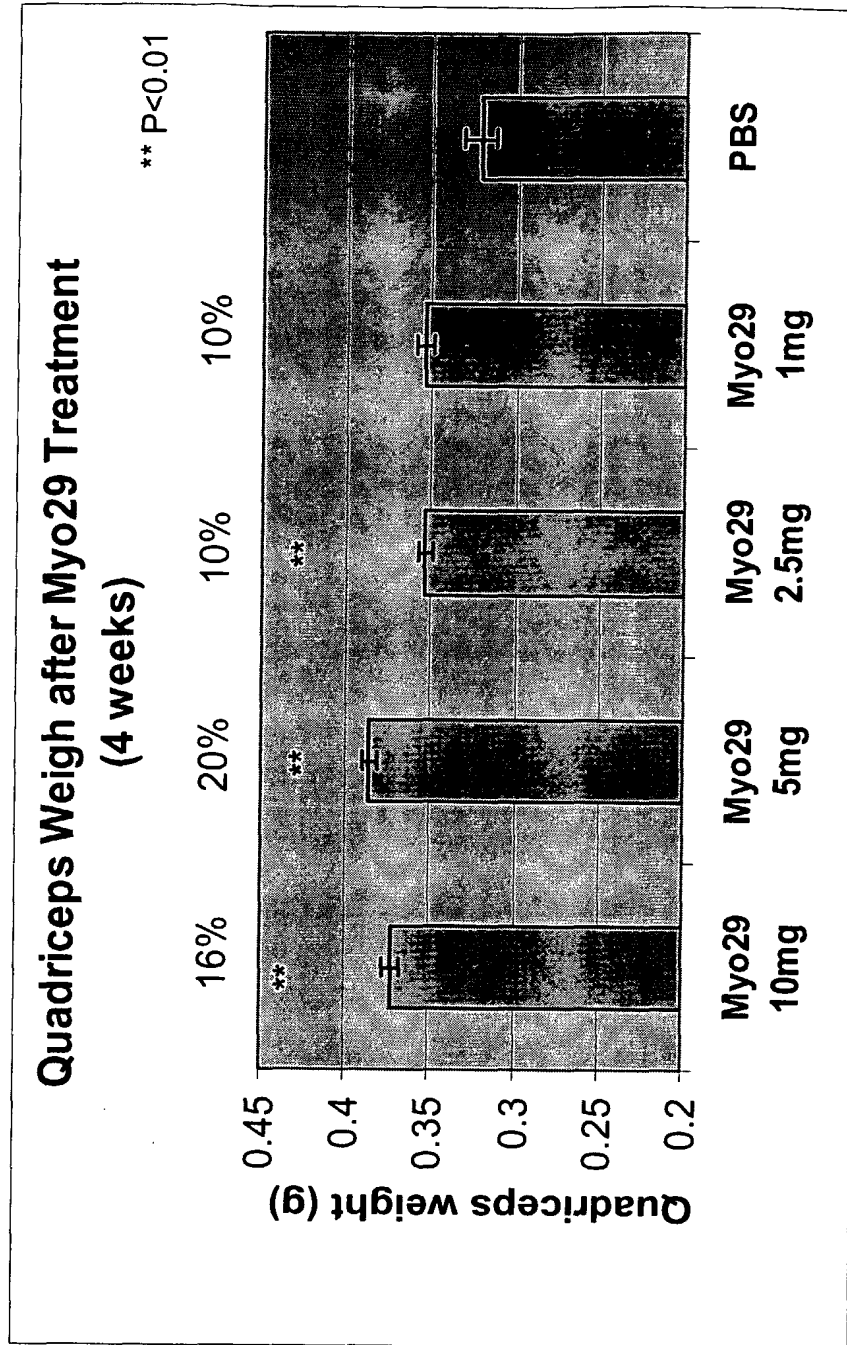 Quadriceps Weigh after Myo29 Treatment
(4 weeks)
** P<0.01
16% 20% 10% 10%
** ** **
0.45
0.4
0.35
0.3
0.25
0.2
Quadriceps weight (g)
Myo29 Myo29 Myo29 Myo29 PBS
10mg 5mg 2.5mg 1mg